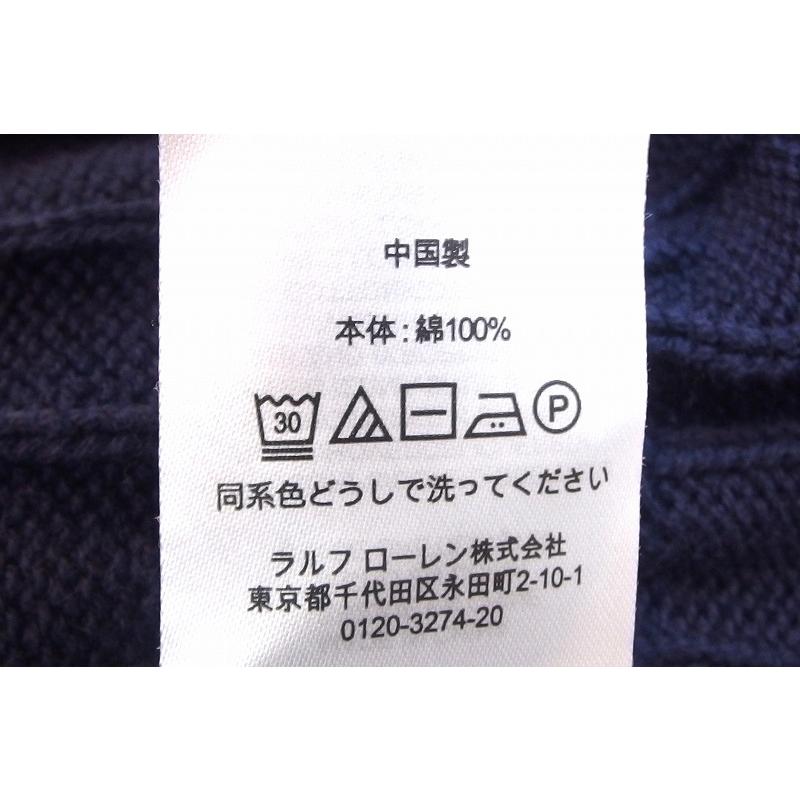 中国製
本体:綿100%
30 P
同系色どうしで洗ってください
ラルフ ローレン株式会社
東京都千代田区永田町2-10-1
0120-3274-20